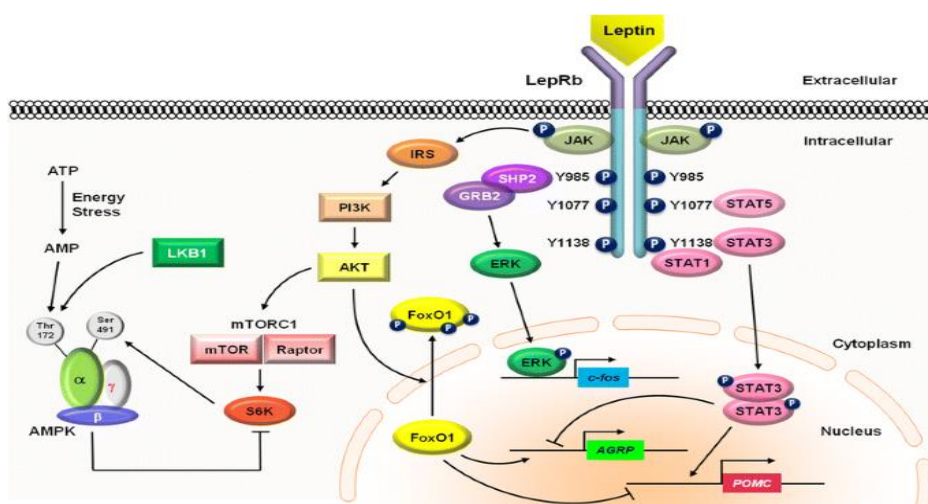 Leptin
LepRb
Extracellular
Intracellular
P
JAK
JAK
P
IRS
SHP2
GRB2
Y985
P
P
Y985
ATP
Energy
Stress
PI3K
Y1077
P
P
Y1077
STAT5
AMP
LKB1
AKT
ERK
Y1138
P
P
Y1138
STAT3
STAT1
Thr
172
Ser
491
mTORC1
mTOR
Raptor
FoxO1
P
P
P
Cytoplasm
ERK
P
c-fos
α
γ
β
AMPK
S6K
P
STAT3
STAT3
P
Nucleus
FoxO1
AGRP
POMC